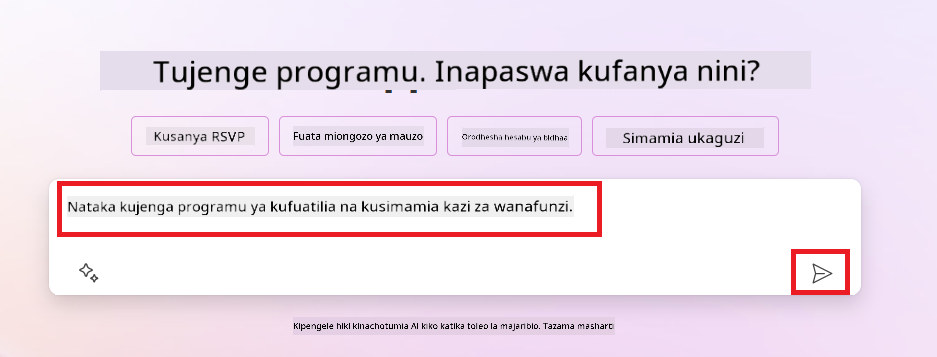 Tujenge programu. Inapaswa kufanya nini?
Kusanya RSVP
Fuata miongozo ya mauzo
Orodhesha hesabu ya bidhaa
Simamia ukaguzi
Nataka kujenga programu ya kufuatilia na kusimamia kazi za wanafunzi.
Kipengele hiki kinachotumia AI kiko katika toleo la majaribio. Tazama masharti